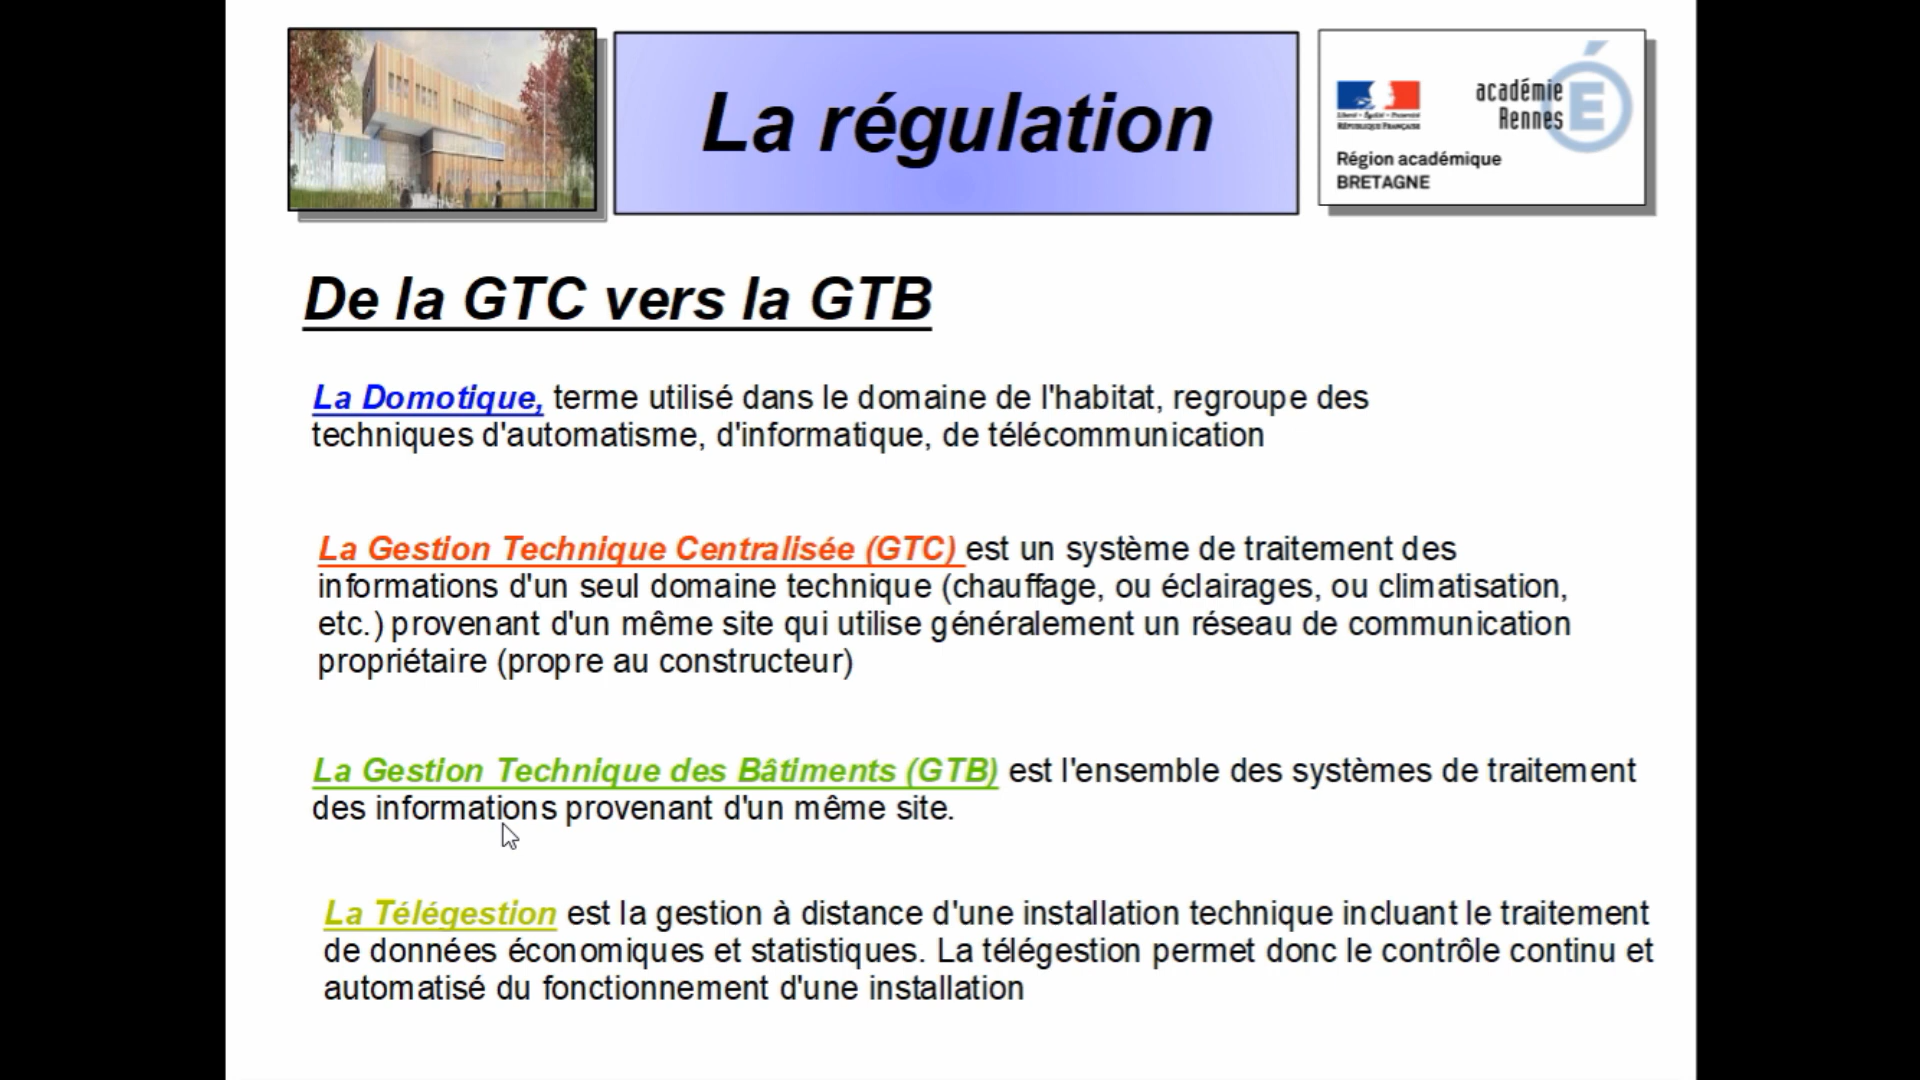 La régulation
Liberté • Égalité • Fraternité
RÉPUBLIQUE FRANÇAISE
académie
Rennes
É
Région académique
BRETAGNE
De la GTC vers la GTB
La Domotique, terme utilisé dans le domaine de l'habitat, regroupe des
techniques d'automatisme, d'informatique, de télécommunication
La Gestion Technique Centralisée (GTC) est un système de traitement des
informations d'un seul domaine technique (chauffage, ou éclairages, ou climatisation,
etc.) provenant d'un même site qui utilise généralement un réseau de communication
propriétaire (propre au constructeur)
La Gestion Technique des Bâtiments (GTB) est l'ensemble des systèmes de traitement
des informations provenant d'un même site.
La Télégestion est la gestion à distance d'une installation technique incluant le traitement
de données économiques et statistiques. La télégestion permet donc le contrôle continu et
automatisé du fonctionnement d'une installation